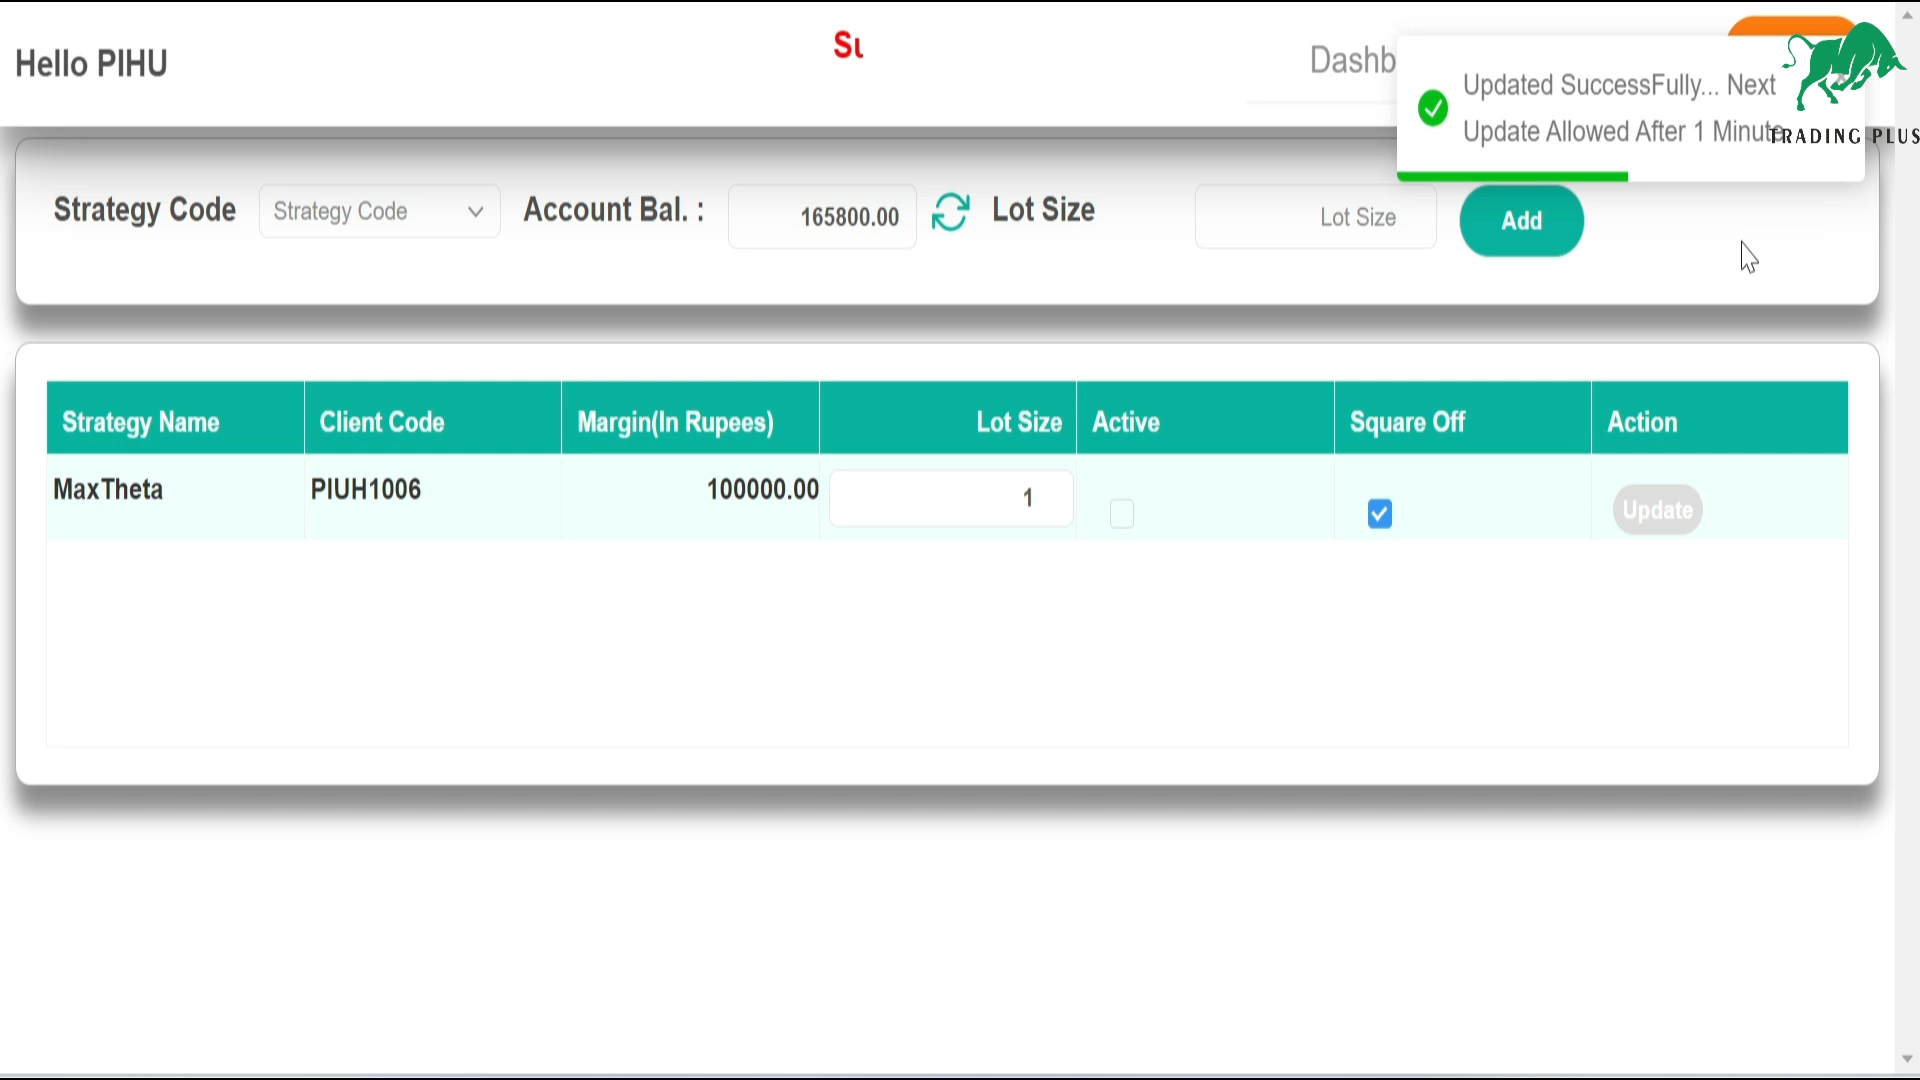 Hello PIHU
Su
Dashb
Updated SuccessFully... Next
Update Allowed After 1 Minute
TRADING PLUS
Strategy Code
Strategy Code
Account Bal. :
165800.00
Lot Size
Lot Size
Add
Strategy Name Client Code Margin(In Rupees) Lot Size Active Square Off Action
MaxTheta PIUH1006 100000.00 1 Update